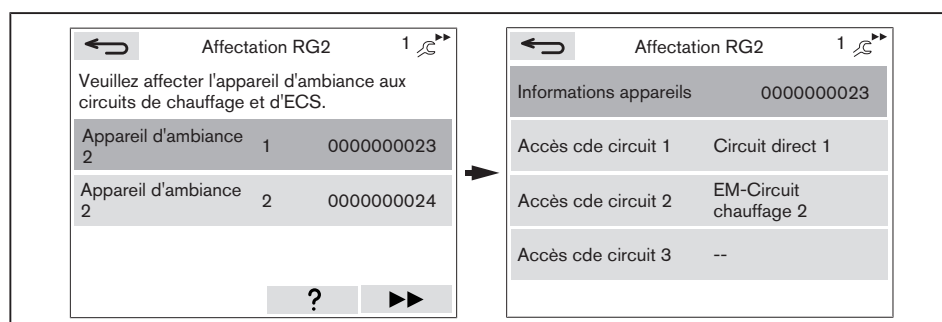 Affectation RG2 1
Veuillez affecter l'appareil d'ambiance aux
circuits de chauffage et d'ECS.
Appareil d'ambiance
2 1 0000000023
Appareil d'ambiance
2 2 0000000024
?
Affectation RG2 1
Informations appareils 0000000023
Accès cde circuit 1 Circuit direct 1
Accès cde circuit 2 EM-Circuit
chauffage 2
Accès cde circuit 3 --